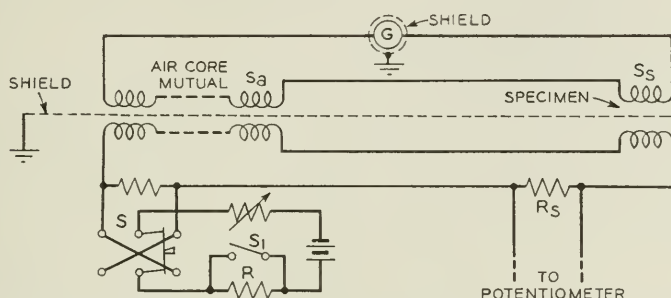 SHIELD
G
AIR CORE
MUTUAL
Sa
Ss
SHIELD
SPECIMEN
S
S1
R
Rs
TO
POTENTIOMETER